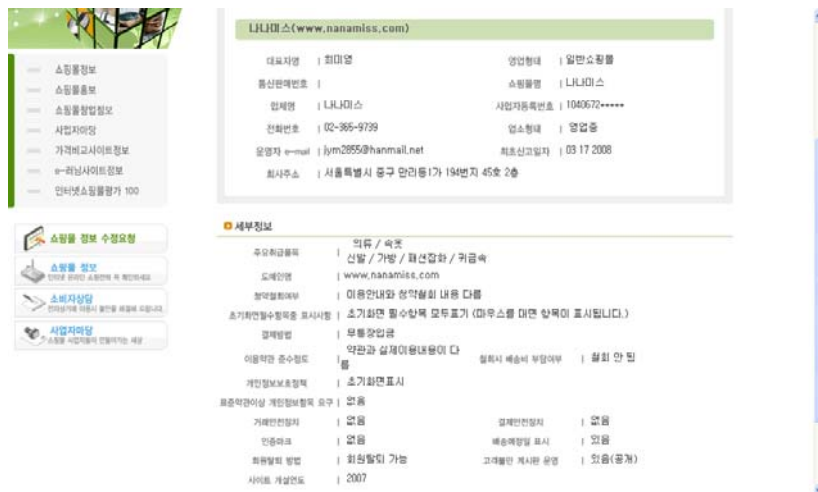 나나미스(www.nanamiss.com)
대표자명 | 최미영 영업형태 | 일반쇼핑몰
통신판매번호 | 쇼핑몰명 | 나나미스
업체명 | 나나미스 사업자등록번호 | 1040672*****
전화번호 | 02-365-9739 업소형태 | 영업중
운영자 e-mail | jym2855@hanmail.net 최초신고일자 | 03 17 2008
회사주소 | 서울특별시 중구 만리동1가 194번지 45호 2층
쇼핑몰정보
쇼핑몰홍보
쇼핑몰창업정보
사업자마당
가격비교사이트정보
e-러닝사이트정보
인터넷쇼핑몰평가 100
쇼핑몰 정보 수정요청
쇼핑몰 정보
소비자상담
사업자마당
쇼핑몰 사업자들이 만들어가는 세상
세부정보
주요취급품목 | 의류 / 속옷
신발 / 가방 / 패션잡화 / 귀금속
도메인명 | www.nanamiss.com
청약철회여부 | 이용안내와 청약철회 내용 다름
초기화면필수항목중 표시사항 | 초기화면 필수항목 모두표기 (마우스를 대면 항목이 표시됩니다.)
결제방법 | 무통장입금
이용약관 준수정도 | 약관과 실제이용내용이 다름 철회시 배송비 부담여부 | 철회 안 됨
개인정보보호정책 | 초기화면표시
표준약관이상 개인정보항목 요구 | 없음
거래안전장치 | 없음 결제안전장치 | 없음
인증마크 | 없음 배송예정일 표시 | 있음
회원탈퇴 방법 | 회원탈퇴 가능 고객불만 게시판 운영 | 있음(공개)
사이트 개설연도 | 2007